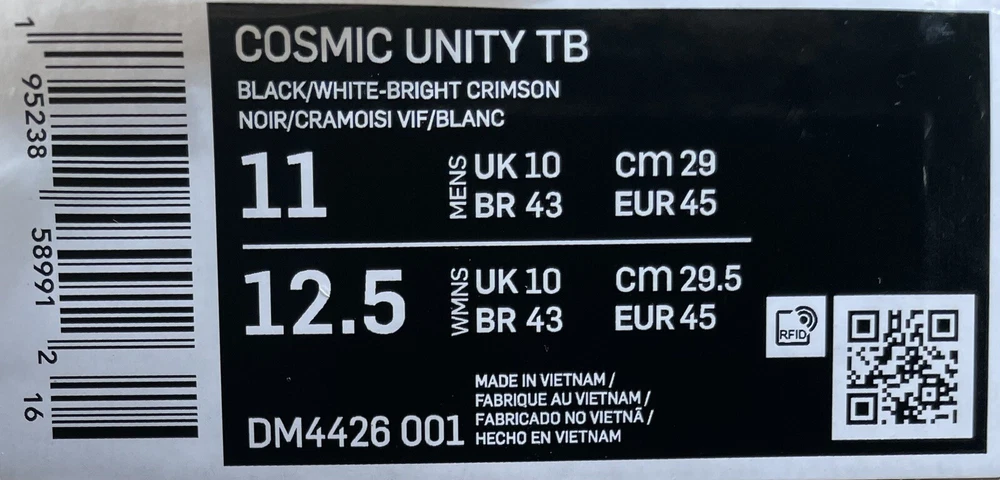 COSMIC UNITY TB
BLACK/WHITE-BRIGHT CRIMSON
NOIR/CRAMOISI VIF/BLANC
11 MENS UK 10 cm 29
BR 43 EUR 45
12.5 WMNS UK 10 cm 29.5
BR 43 EUR 45
RFID
MADE IN VIETNAM /
FABRIQUE AU VIETNAM /
FABRICADO NO VIETNÃ /
HECHO EN VIETNAM
DM4426 001
1 95238 58991 2 16